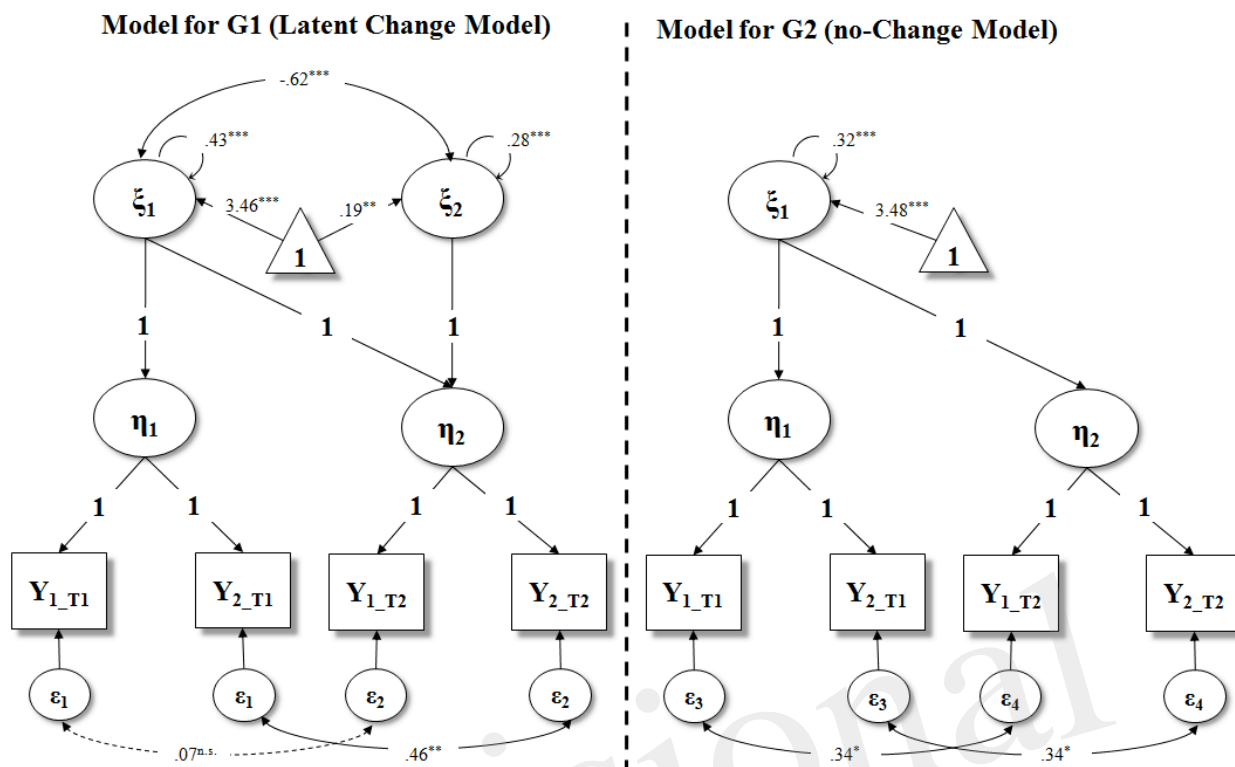 Model for G1 (Latent Change Model)
Model for G2 (no-Change Model)
-.62***
.43***
.28***
.32***
ξ1
3.46***
.19**
ξ2
ξ1
3.48***
1
1
1
1
1
1
1
η1
η2
η1
η2
1
1
1
1
1
1
1
1
Y1_T1
Y2_T1
Y1_T2
Y2_T2
Y1_T1
Y2_T1
Y1_T2
Y2_T2
ε1
ε1
ε2
ε2
ε3
ε3
ε4
ε4
.07n.s.
.46**
.34*
.34*